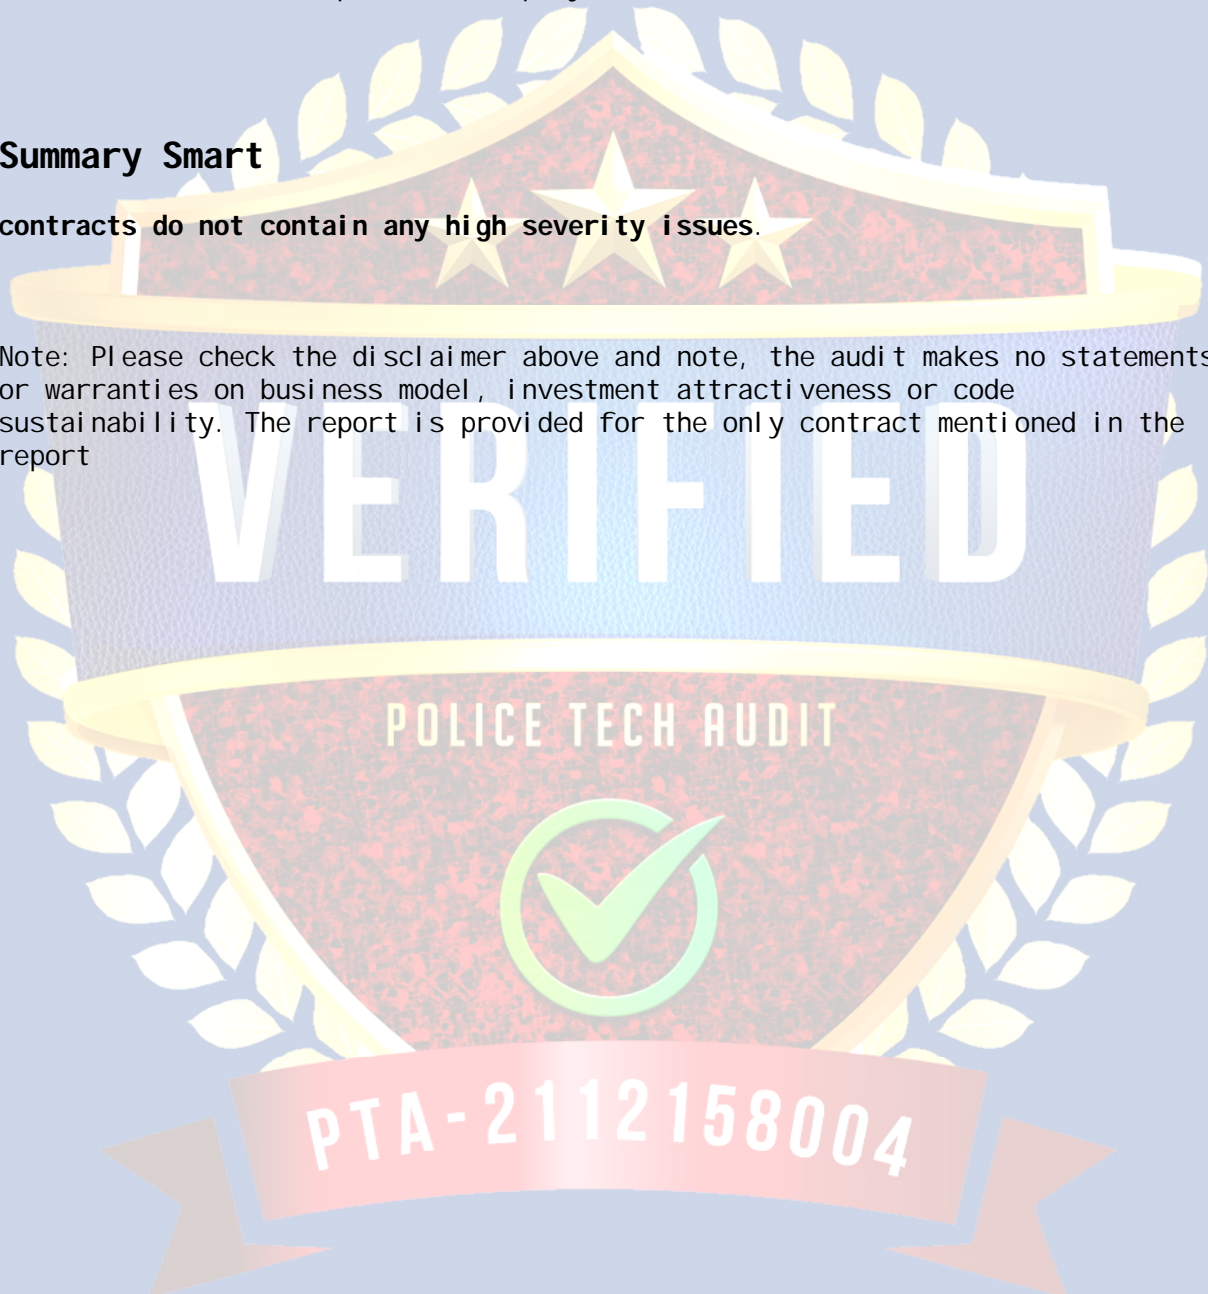 Summary Smart
contracts do not contain any high severity issues.
Note: Please check the disclaimer above and note, the audit makes no statements
or warranties on business model, investment attractiveness or code
sustainability. The report is provided for the only contract mentioned in the
report
VERIFIED
POLICE TECH AUDIT
PTA-2112158004